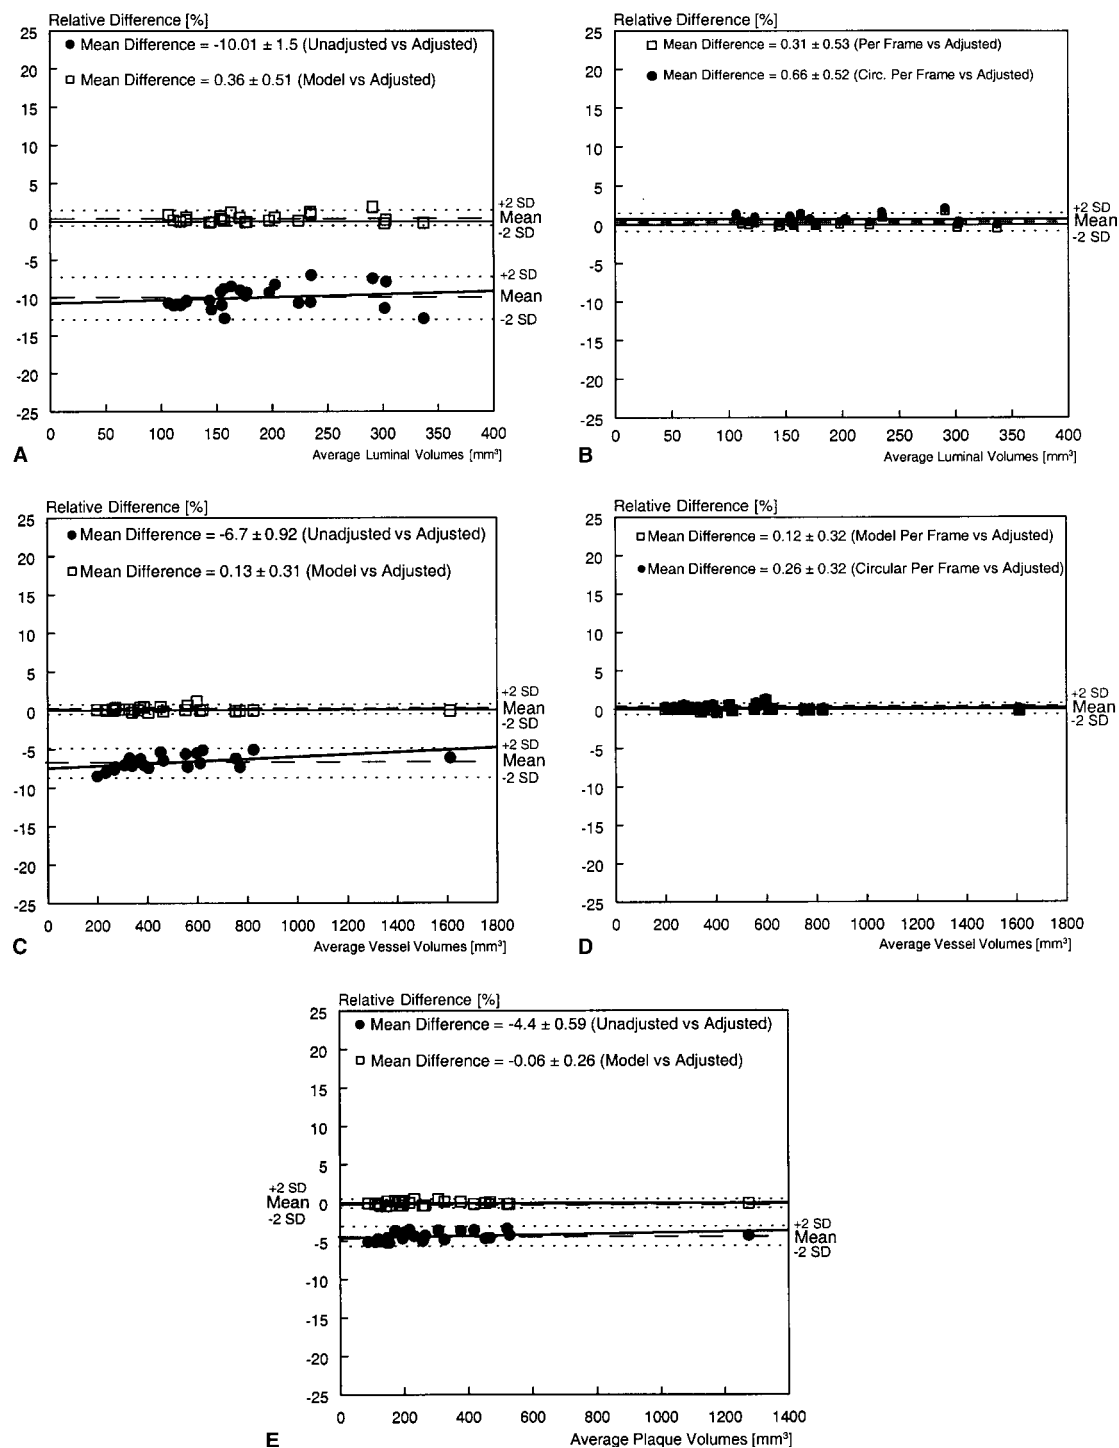 Relative Difference [%]
25
20
15
10
5
0
-5
-10
-15
-20
-25
● Mean Difference = -10.01 ± 1.5 (Unadjusted vs Adjusted)
□ Mean Difference = 0.36 ± 0.51 (Model vs Adjusted)
+2 SD
Mean
-2 SD
+2 SD
Mean
-2 SD
0 50 100 150 200 250 300 350 400
A
Average Luminal Volumes [mm³]
Relative Difference [%]
25
20
15
10
5
0
-5
-10
-15
-20
-25
□ Mean Difference = 0.31 ± 0.53 (Per Frame vs Adjusted)
● Mean Difference = 0.66 ± 0.52 (Circ. Per Frame vs Adjusted)
+2 SD
Mean
-2 SD
0 50 100 150 200 250 300 350 400
B
Average Luminal Volumes [mm³]
Relative Difference [%]
25
20
15
10
5
0
-5
-10
-15
-20
-25
● Mean Difference = -6.7 ± 0.92 (Unadjusted vs Adjusted)
□ Mean Difference = 0.13 ± 0.31 (Model vs Adjusted)
+2 SD
Mean
-2 SD
+2 SD
Mean
-2 SD
0 200 400 600 800 1000 1200 1400 1600 1800
C
Average Vessel Volumes [mm³]
Relative Difference [%]
25
20
15
10
5
0
-5
-10
-15
-20
-25
□ Mean Difference = 0.12 ± 0.32 (Model Per Frame vs Adjusted)
● Mean Difference = 0.26 ± 0.32 (Circular Per Frame vs Adjusted)
+2 SD
Mean
-2 SD
0 200 400 600 800 1000 1200 1400 1600 1800
D
Average Vessel Volumes [mm³]
Relative Difference [%]
25
20
15
10
5
0
-5
-10
-15
-20
-25
● Mean Difference = -4.4 ± 0.59 (Unadjusted vs Adjusted)
□ Mean Difference = -0.06 ± 0.26 (Model vs Adjusted)
+2 SD
Mean
-2 SD
+2 SD
Mean
-2 SD
0 200 400 600 800 1000 1200 1400
E
Average Plaque Volumes [mm³]